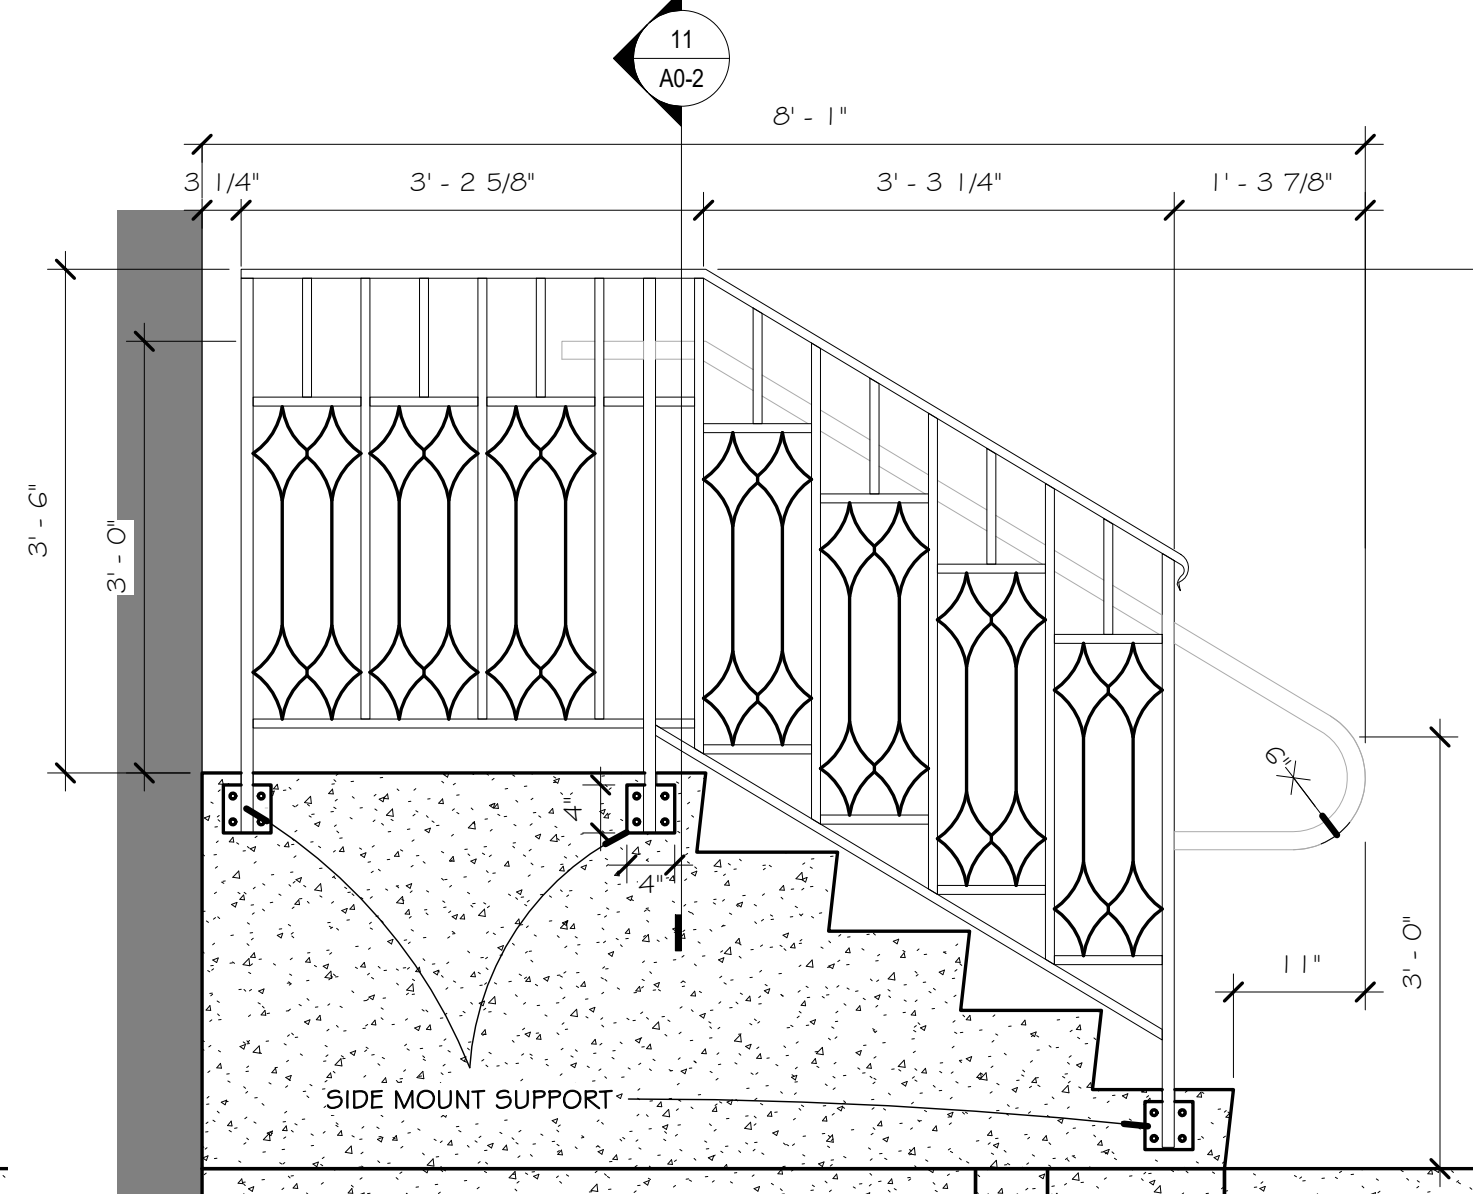 11
A0-2
8' - 1"
3 1/4"
3' - 2 5/8"
3' - 3 1/4"
1' - 3 7/8"
3' - 6"
3' - 0"
6"
4"
4"
3' - 0"
11"
SIDE MOUNT SUPPORT